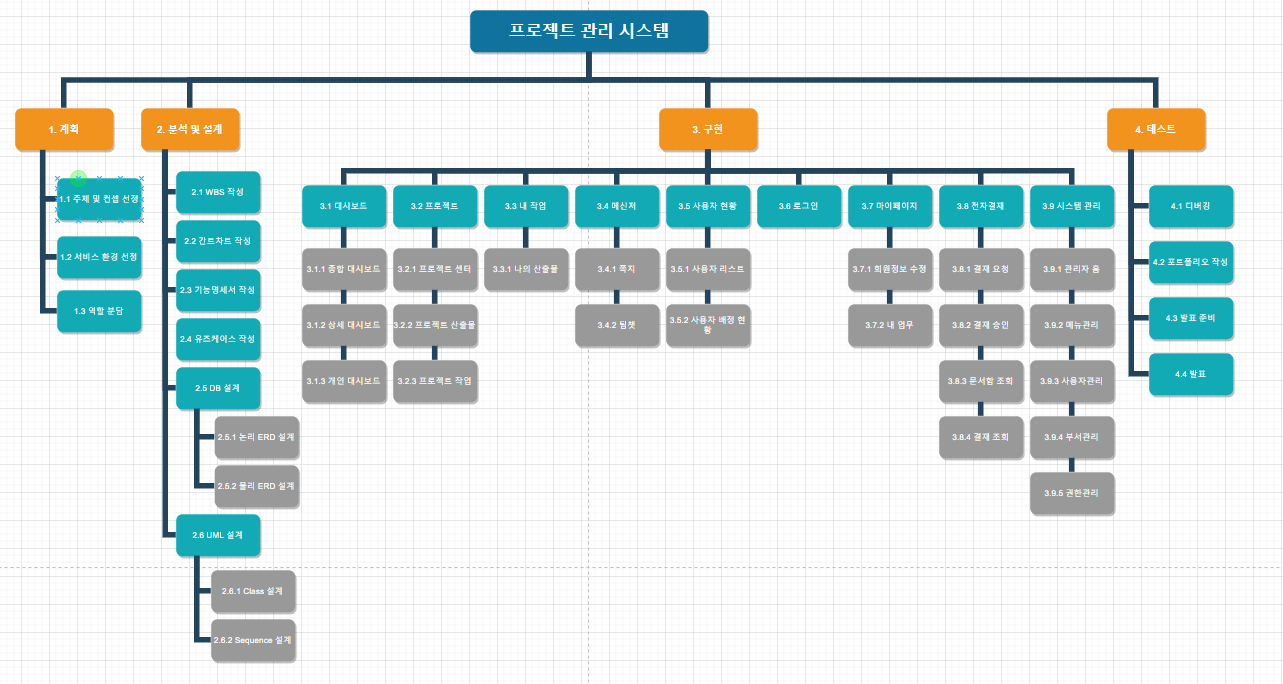 프로젝트 관리 시스템
1. 계획
2. 분석 및 설계
3. 구현
4. 테스트
1.1 주제 및 컨셉 선정
1.2 서비스 환경 선정
1.3 역할 분담
2.1 WBS 작성
2.2 간트차트 작성
2.3 기능명세서 작성
2.4 유즈케이스 작성
2.5 DB 설계
2.5.1 논리 ERD 설계
2.5.2 물리 ERD 설계
2.6 UML 설계
2.6.1 Class 설계
2.6.2 Sequence 설계
3.1 대시보드
3.2 프로젝트
3.3 내 작업
3.4 메신저
3.5 사용자 현황
3.6 로그인
3.7 마이페이지
3.8 전자결재
3.9 시스템 관리
3.1.1 종합 대시보드
3.2.1 프로젝트 센터
3.3.1 나의 산출물
3.4.1 쪽지
3.5.1 사용자 리스트
3.7.1 회원정보 수정
3.8.1 결재 요청
3.9.1 관리자 홈
3.1.2 상세 대시보드
3.2.2 프로젝트 산출물
3.4.2 팀챗
3.5.2 사용자 배정 현
황
3.7.2 내 업무
3.8.2 결재 승인
3.9.2 메뉴관리
3.1.3 개인 대시보드
3.2.3 프로젝트 작업
3.8.3 문서함 조회
3.9.3 사용자관리
3.8.4 결재 조회
3.9.4 부서관리
3.9.5 권한관리
4.1 디버깅
4.2 포트폴리오 작성
4.3 발표 준비
4.4 발표